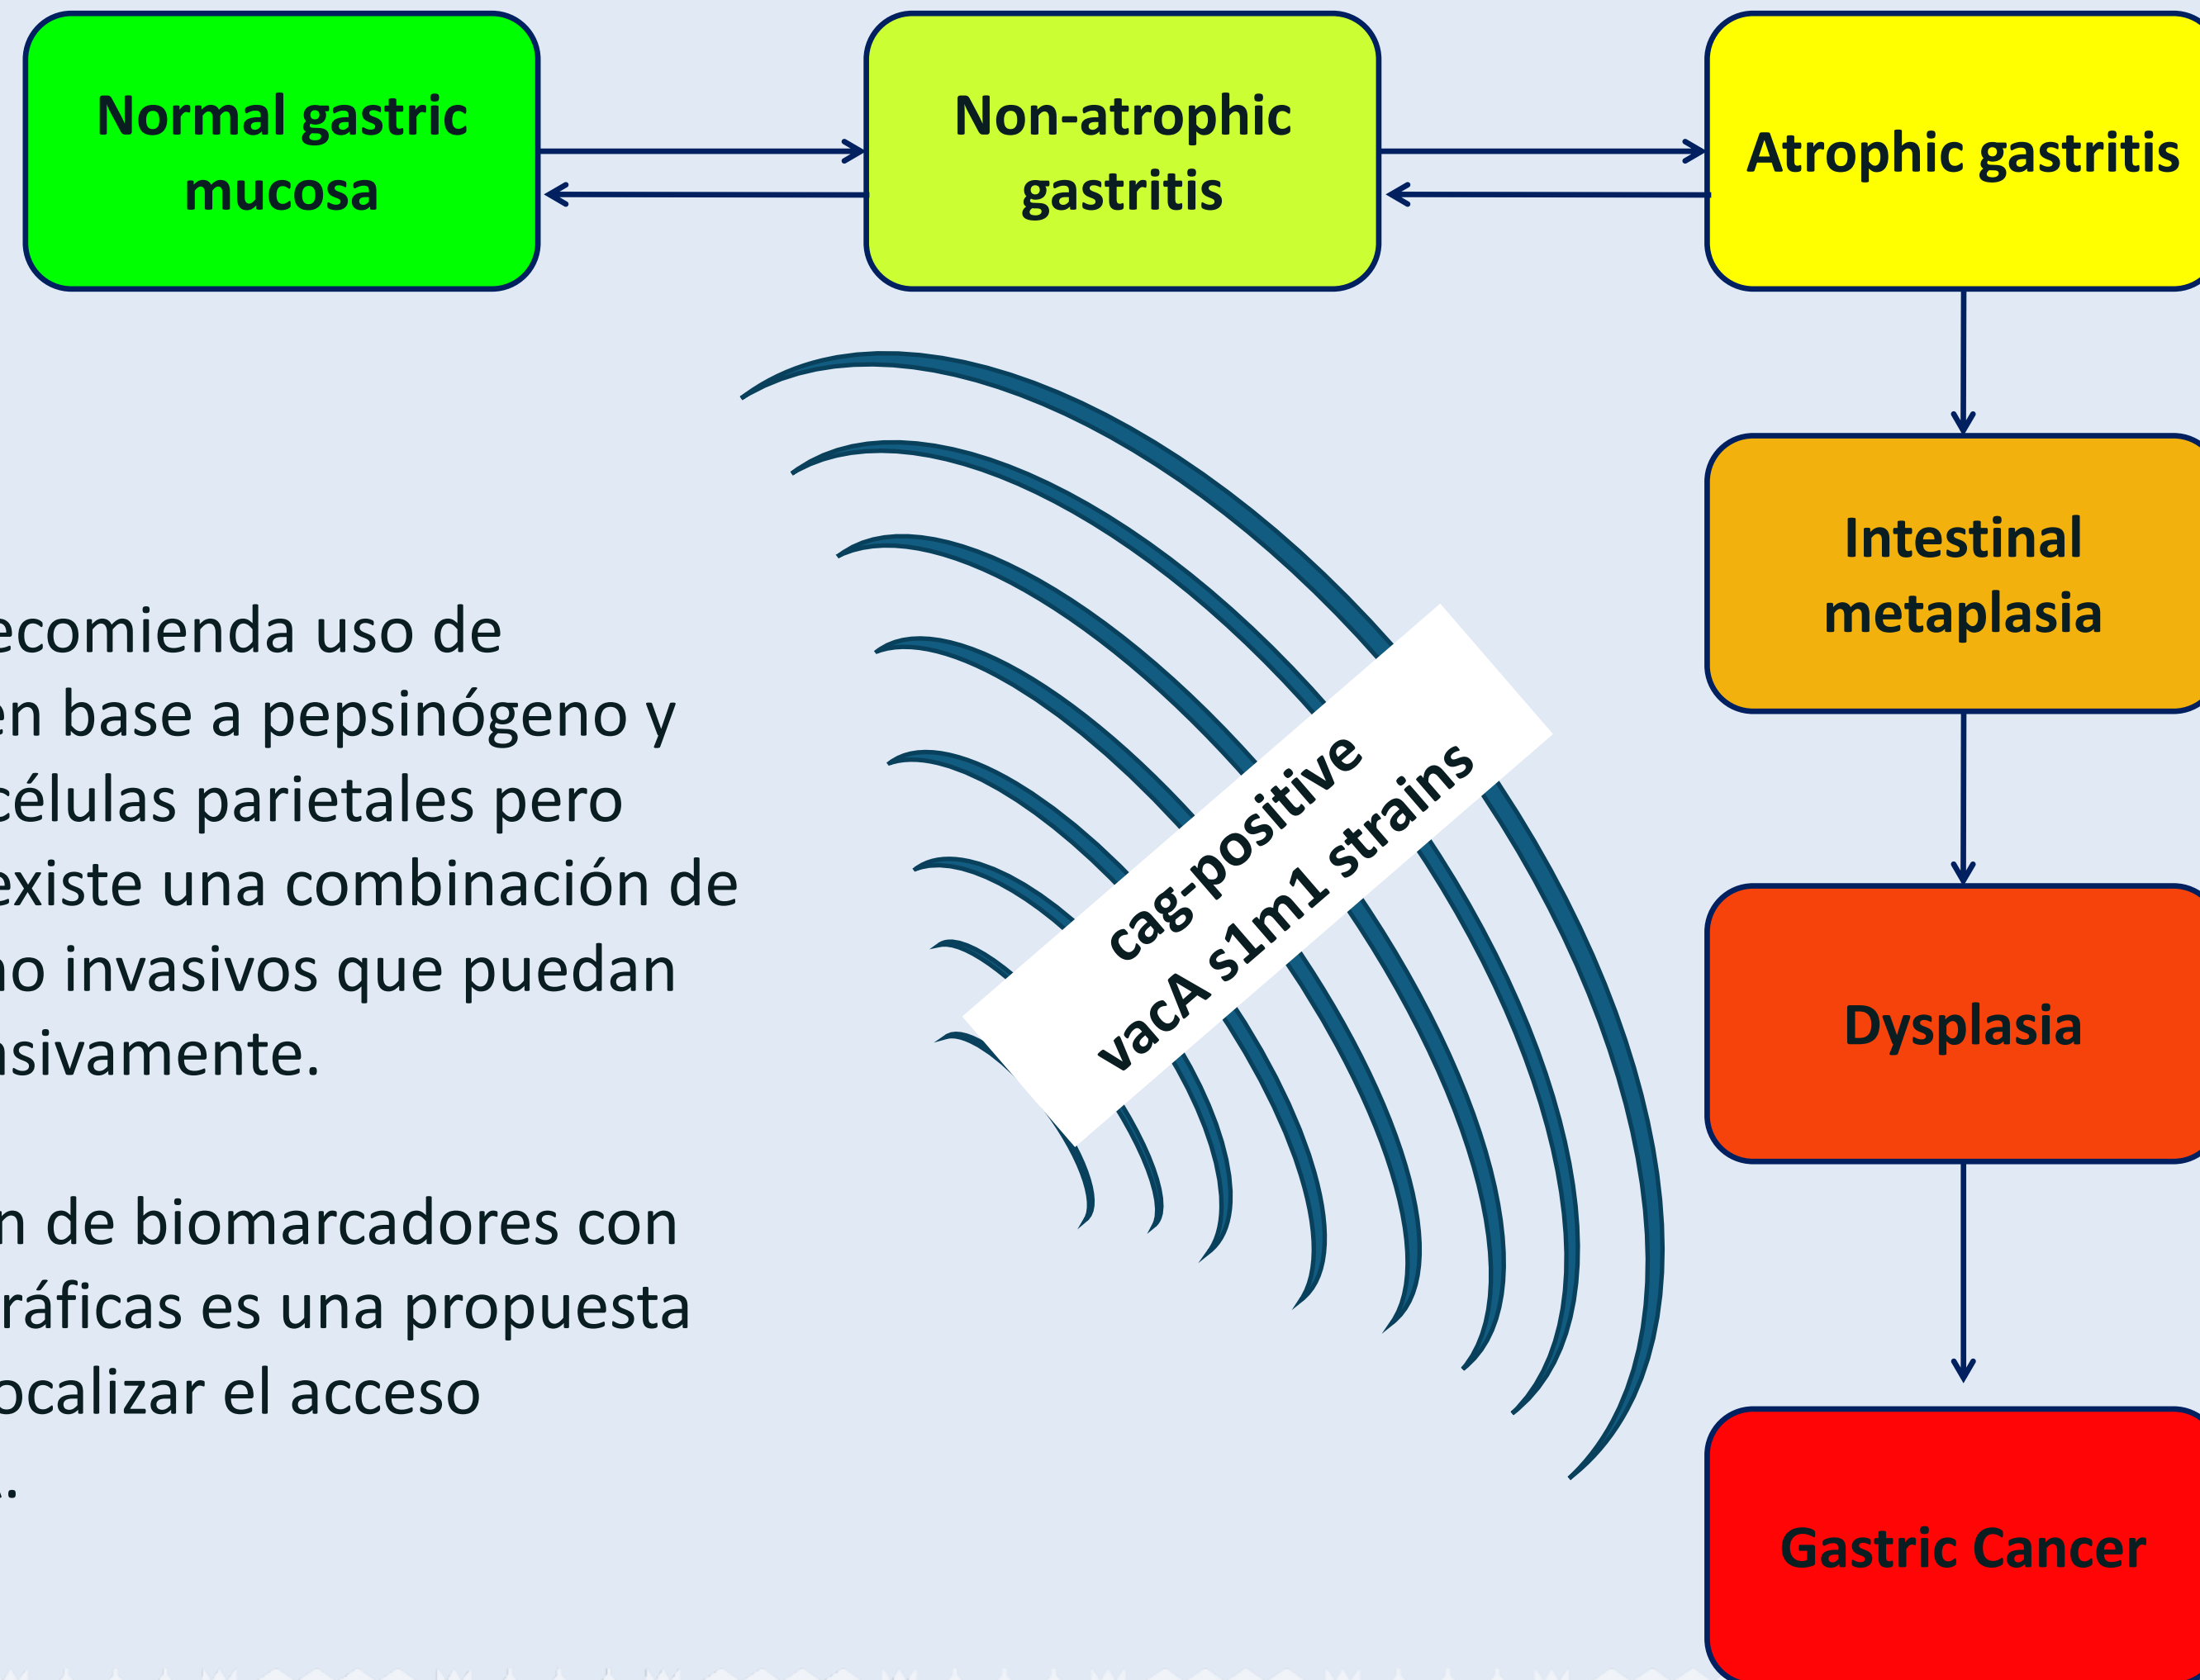 Normal gastric
mucosa
Non-atrophic
gastritis
Atrophic gastritis
Intestinal
metaplasia
Dysplasia
Gastric Cancer
cag-positive
vacA s1m1 strains
ecomienda uso de
en base a pepsinógeno y
células parietales pero
existe una combinación de
no invasivos que puedan
nsivamente.
n de biomarcadores con
ráficas es una propuesta
ocalizar el acceso
.